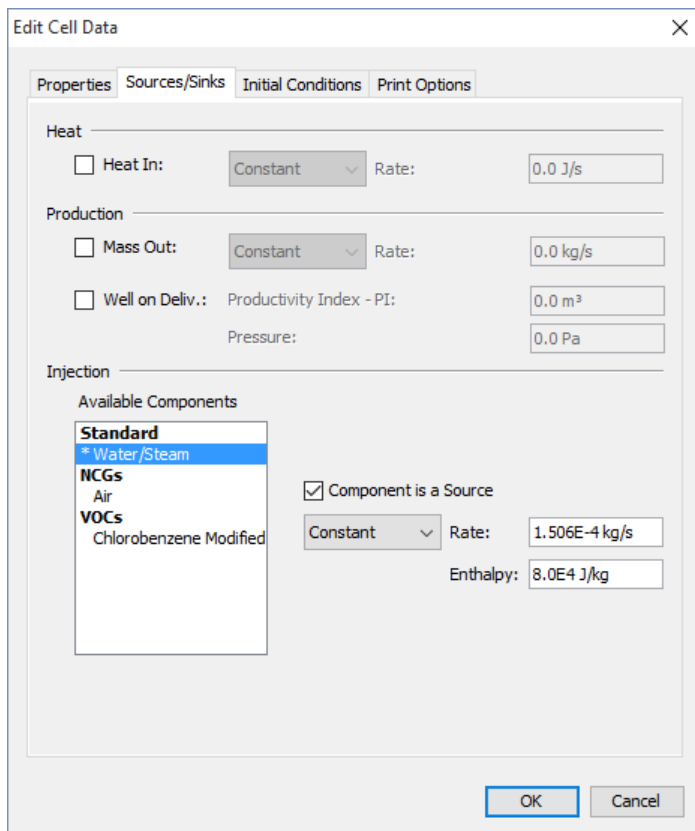 Edit Cell Data
Properties Sources/Sinks Initial Conditions Print Options
Heat
Heat In: Constant Rate: 0.0 J/s
Production
Mass Out: Constant Rate: 0.0 kg/s
Well on Deliv.: Productivity Index - PI: 0.0 m³
Pressure: 0.0 Pa
Injection
Available Components
Standard
* Water/Steam
NCGs
Air
VOCs
Chlorobenzene Modified
Component is a Source
Constant Rate: 1.506E-4 kg/s
Enthalpy: 8.0E4 J/kg
OK Cancel